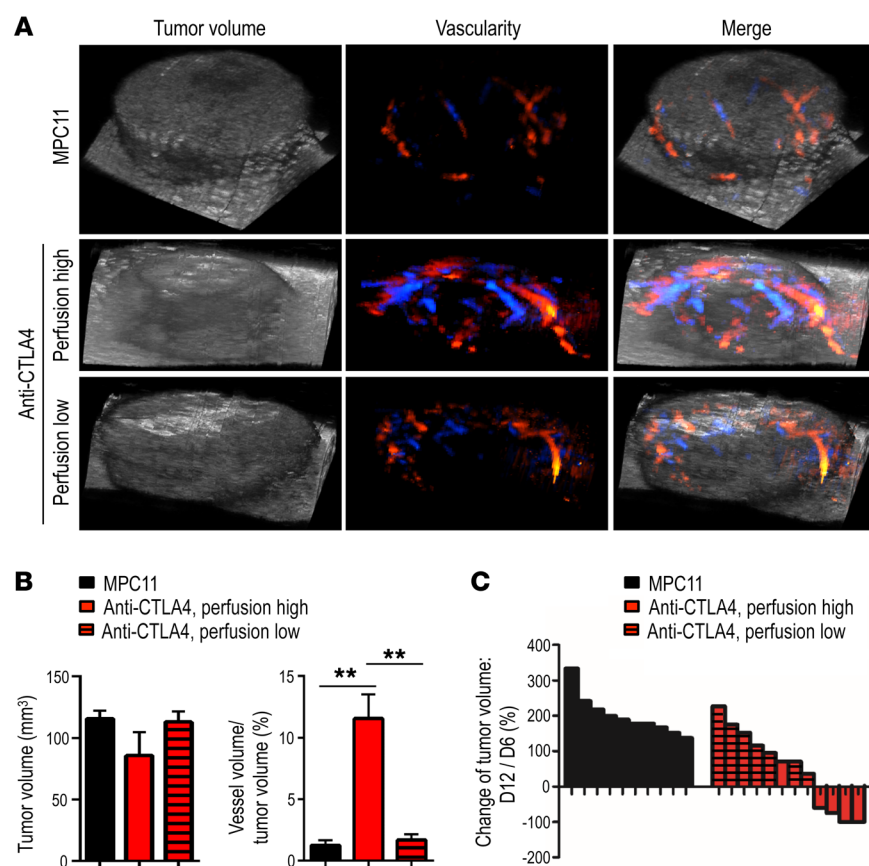 A
Tumor volume
Vascularity
Merge
MPC11
Anti-CTLA4
Perfusion high
Perfusion low
B
MPC11
Anti-CTLA4, perfusion high
Anti-CTLA4, perfusion low
Tumor volume (mm³)
150
100
50
0
Vessel volume/
tumor volume (%)
15
10
5
0
**
**
C
MPC11
Anti-CTLA4, perfusion high
Anti-CTLA4, perfusion low
Change of tumor volume:
D12 / D6 (%)
400
300
200
100
0
-100
-200